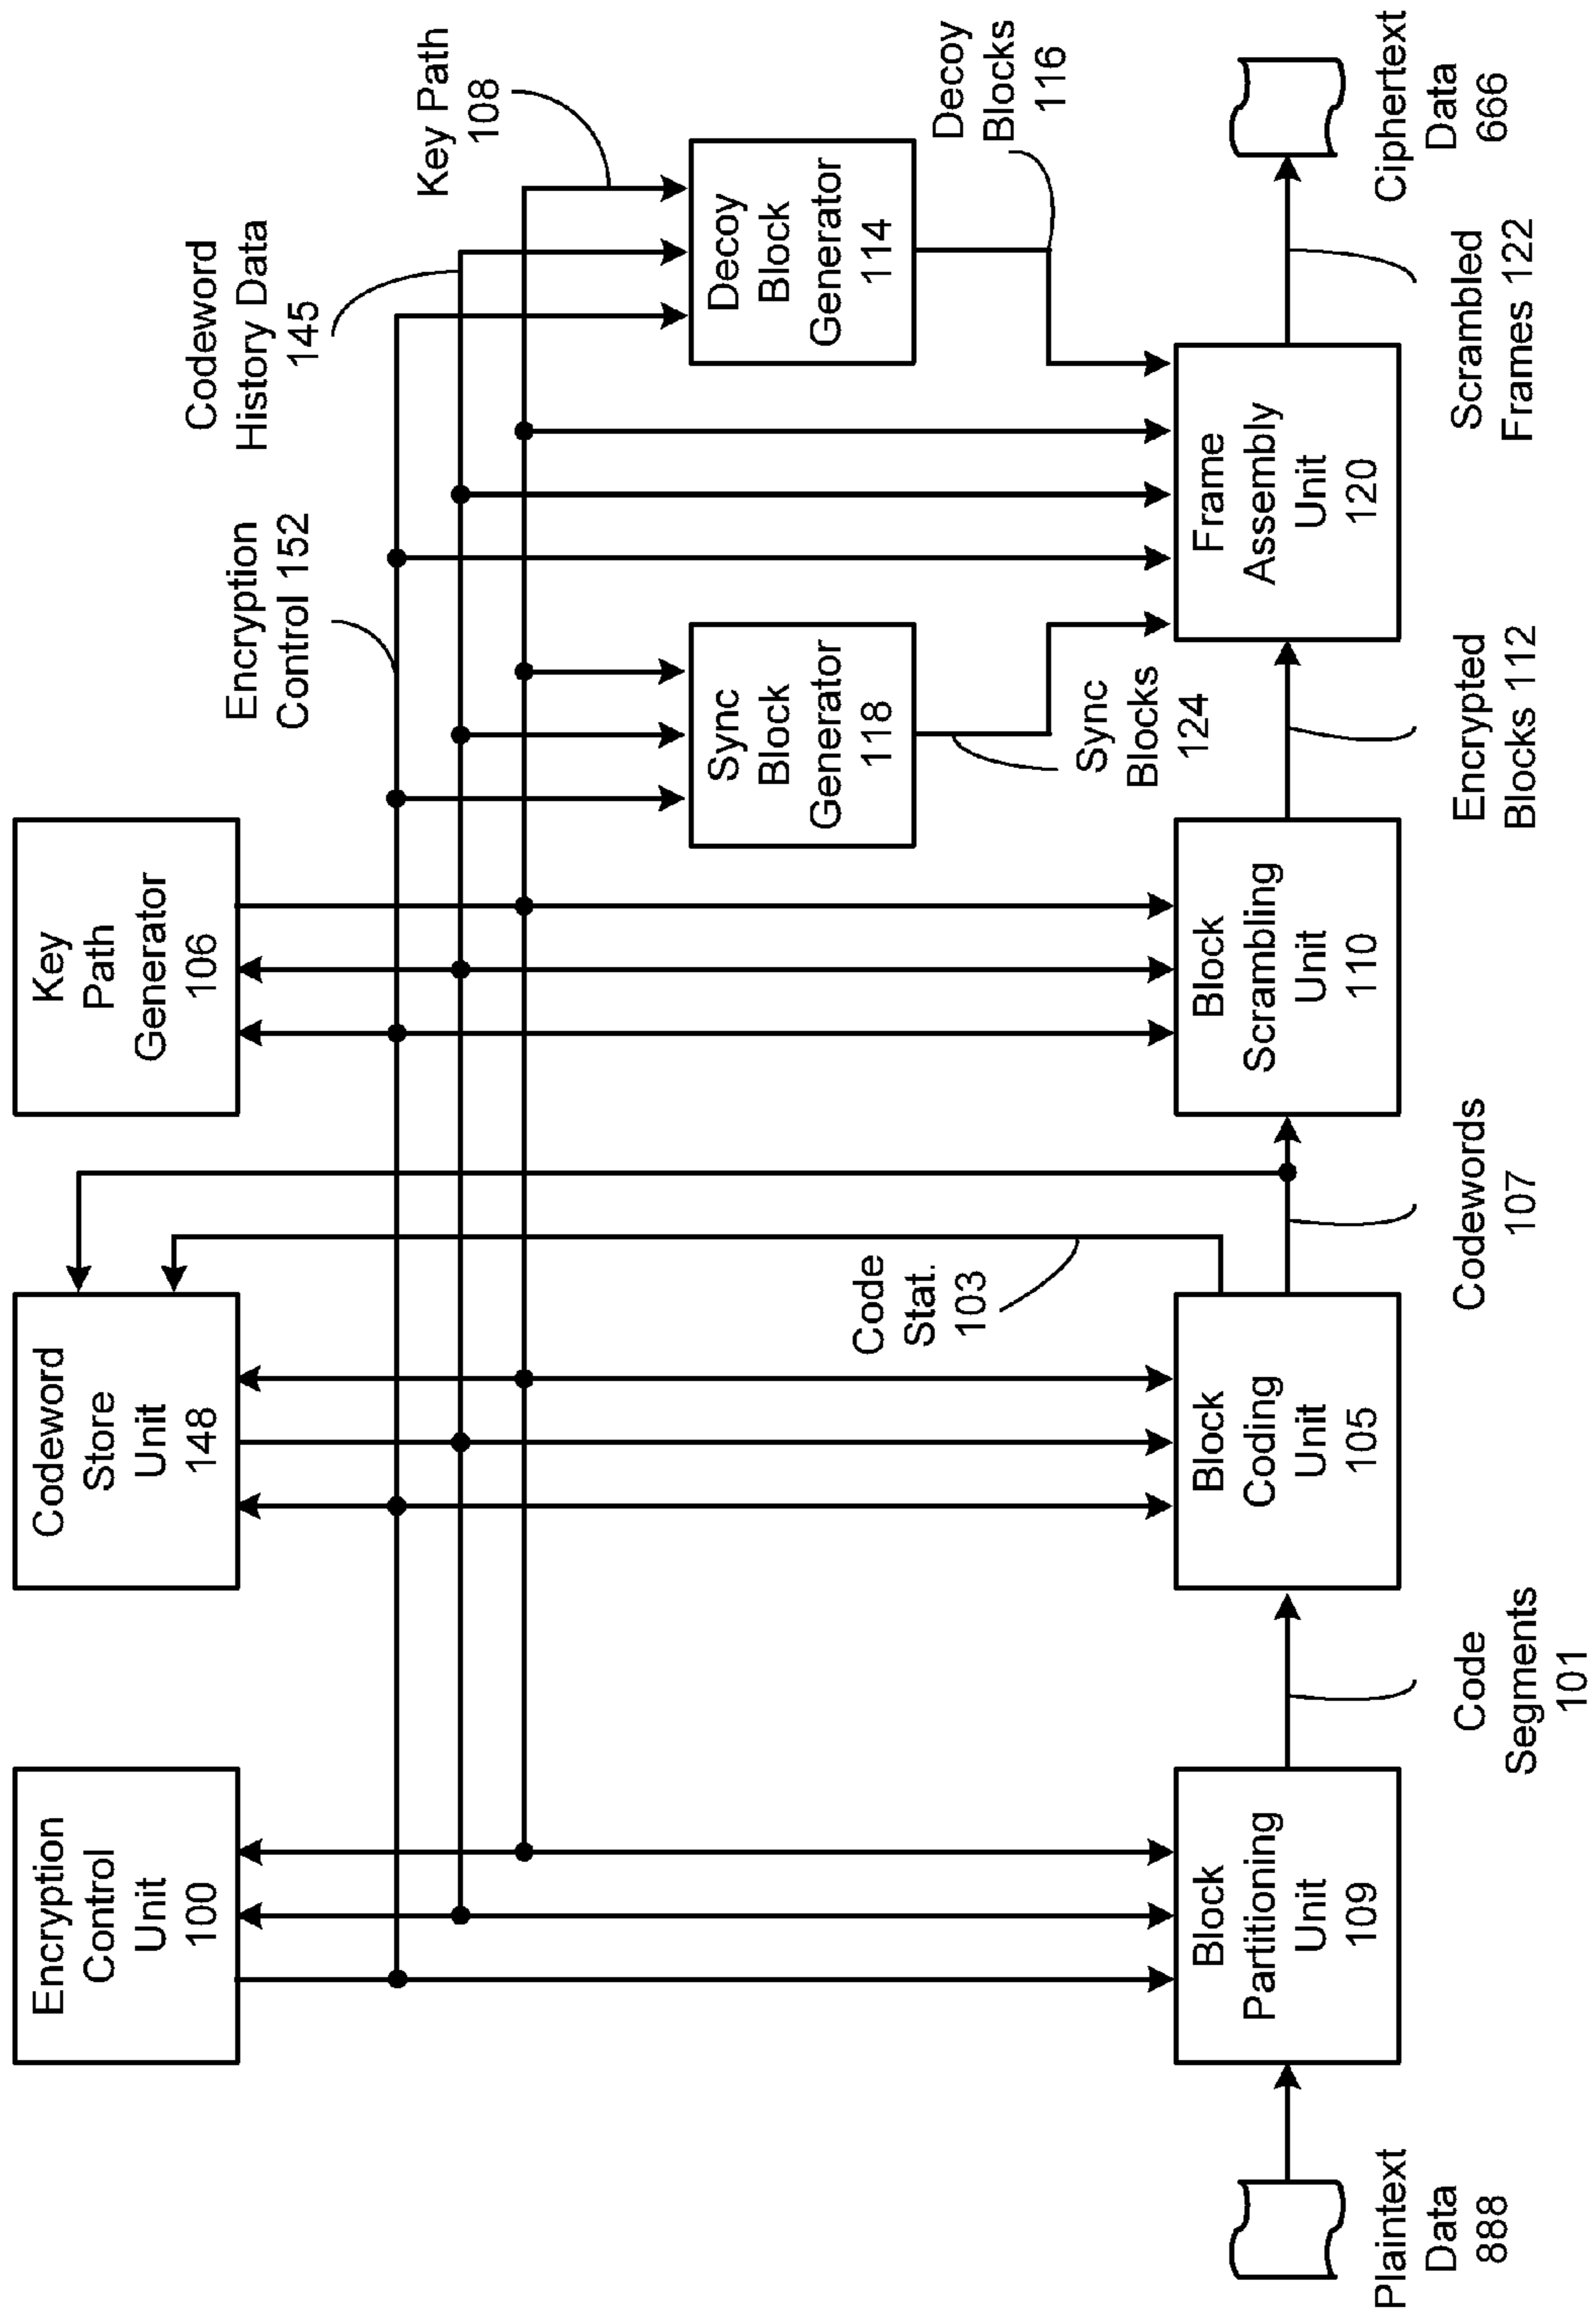 Encryption
Control
Unit
100
Codeword
Store
Unit
148
Key
Path
Generator
106
Encryption
Control 152
Codeword
History Data
145
Key Path
108
Sync
Block
Generator
118
Decoy
Block
Generator
114
Code
Stat.
103
Sync
Blocks
124
Decoy
Blocks
116
Block
Partitioning
Unit
109
Block
Coding
Unit
105
Block
Scrambling
Unit
110
Frame
Assembly
Unit
120
Plaintext
Data
888
Code
Segments
101
Codewords
107
Encrypted
Blocks 112
Scrambled
Frames 122
Ciphertext
Data
666